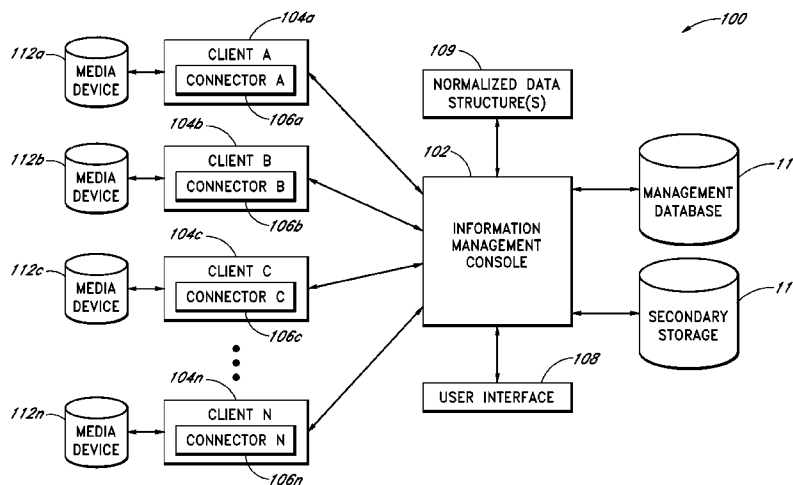 100
104a
112a
MEDIA
DEVICE
CLIENT A
CONNECTOR A
106a
109
NORMALIZED DATA
STRUCTURE(S)
104b
112b
MEDIA
DEVICE
CLIENT B
CONNECTOR B
106b
102
INFORMATION
MANAGEMENT
CONSOLE
11
MANAGEMENT
DATABASE
104c
112c
MEDIA
DEVICE
CLIENT C
CONNECTOR C
106c
11
SECONDARY
STORAGE
104n
112n
MEDIA
DEVICE
CLIENT N
CONNECTOR N
106n
108
USER INTERFACE